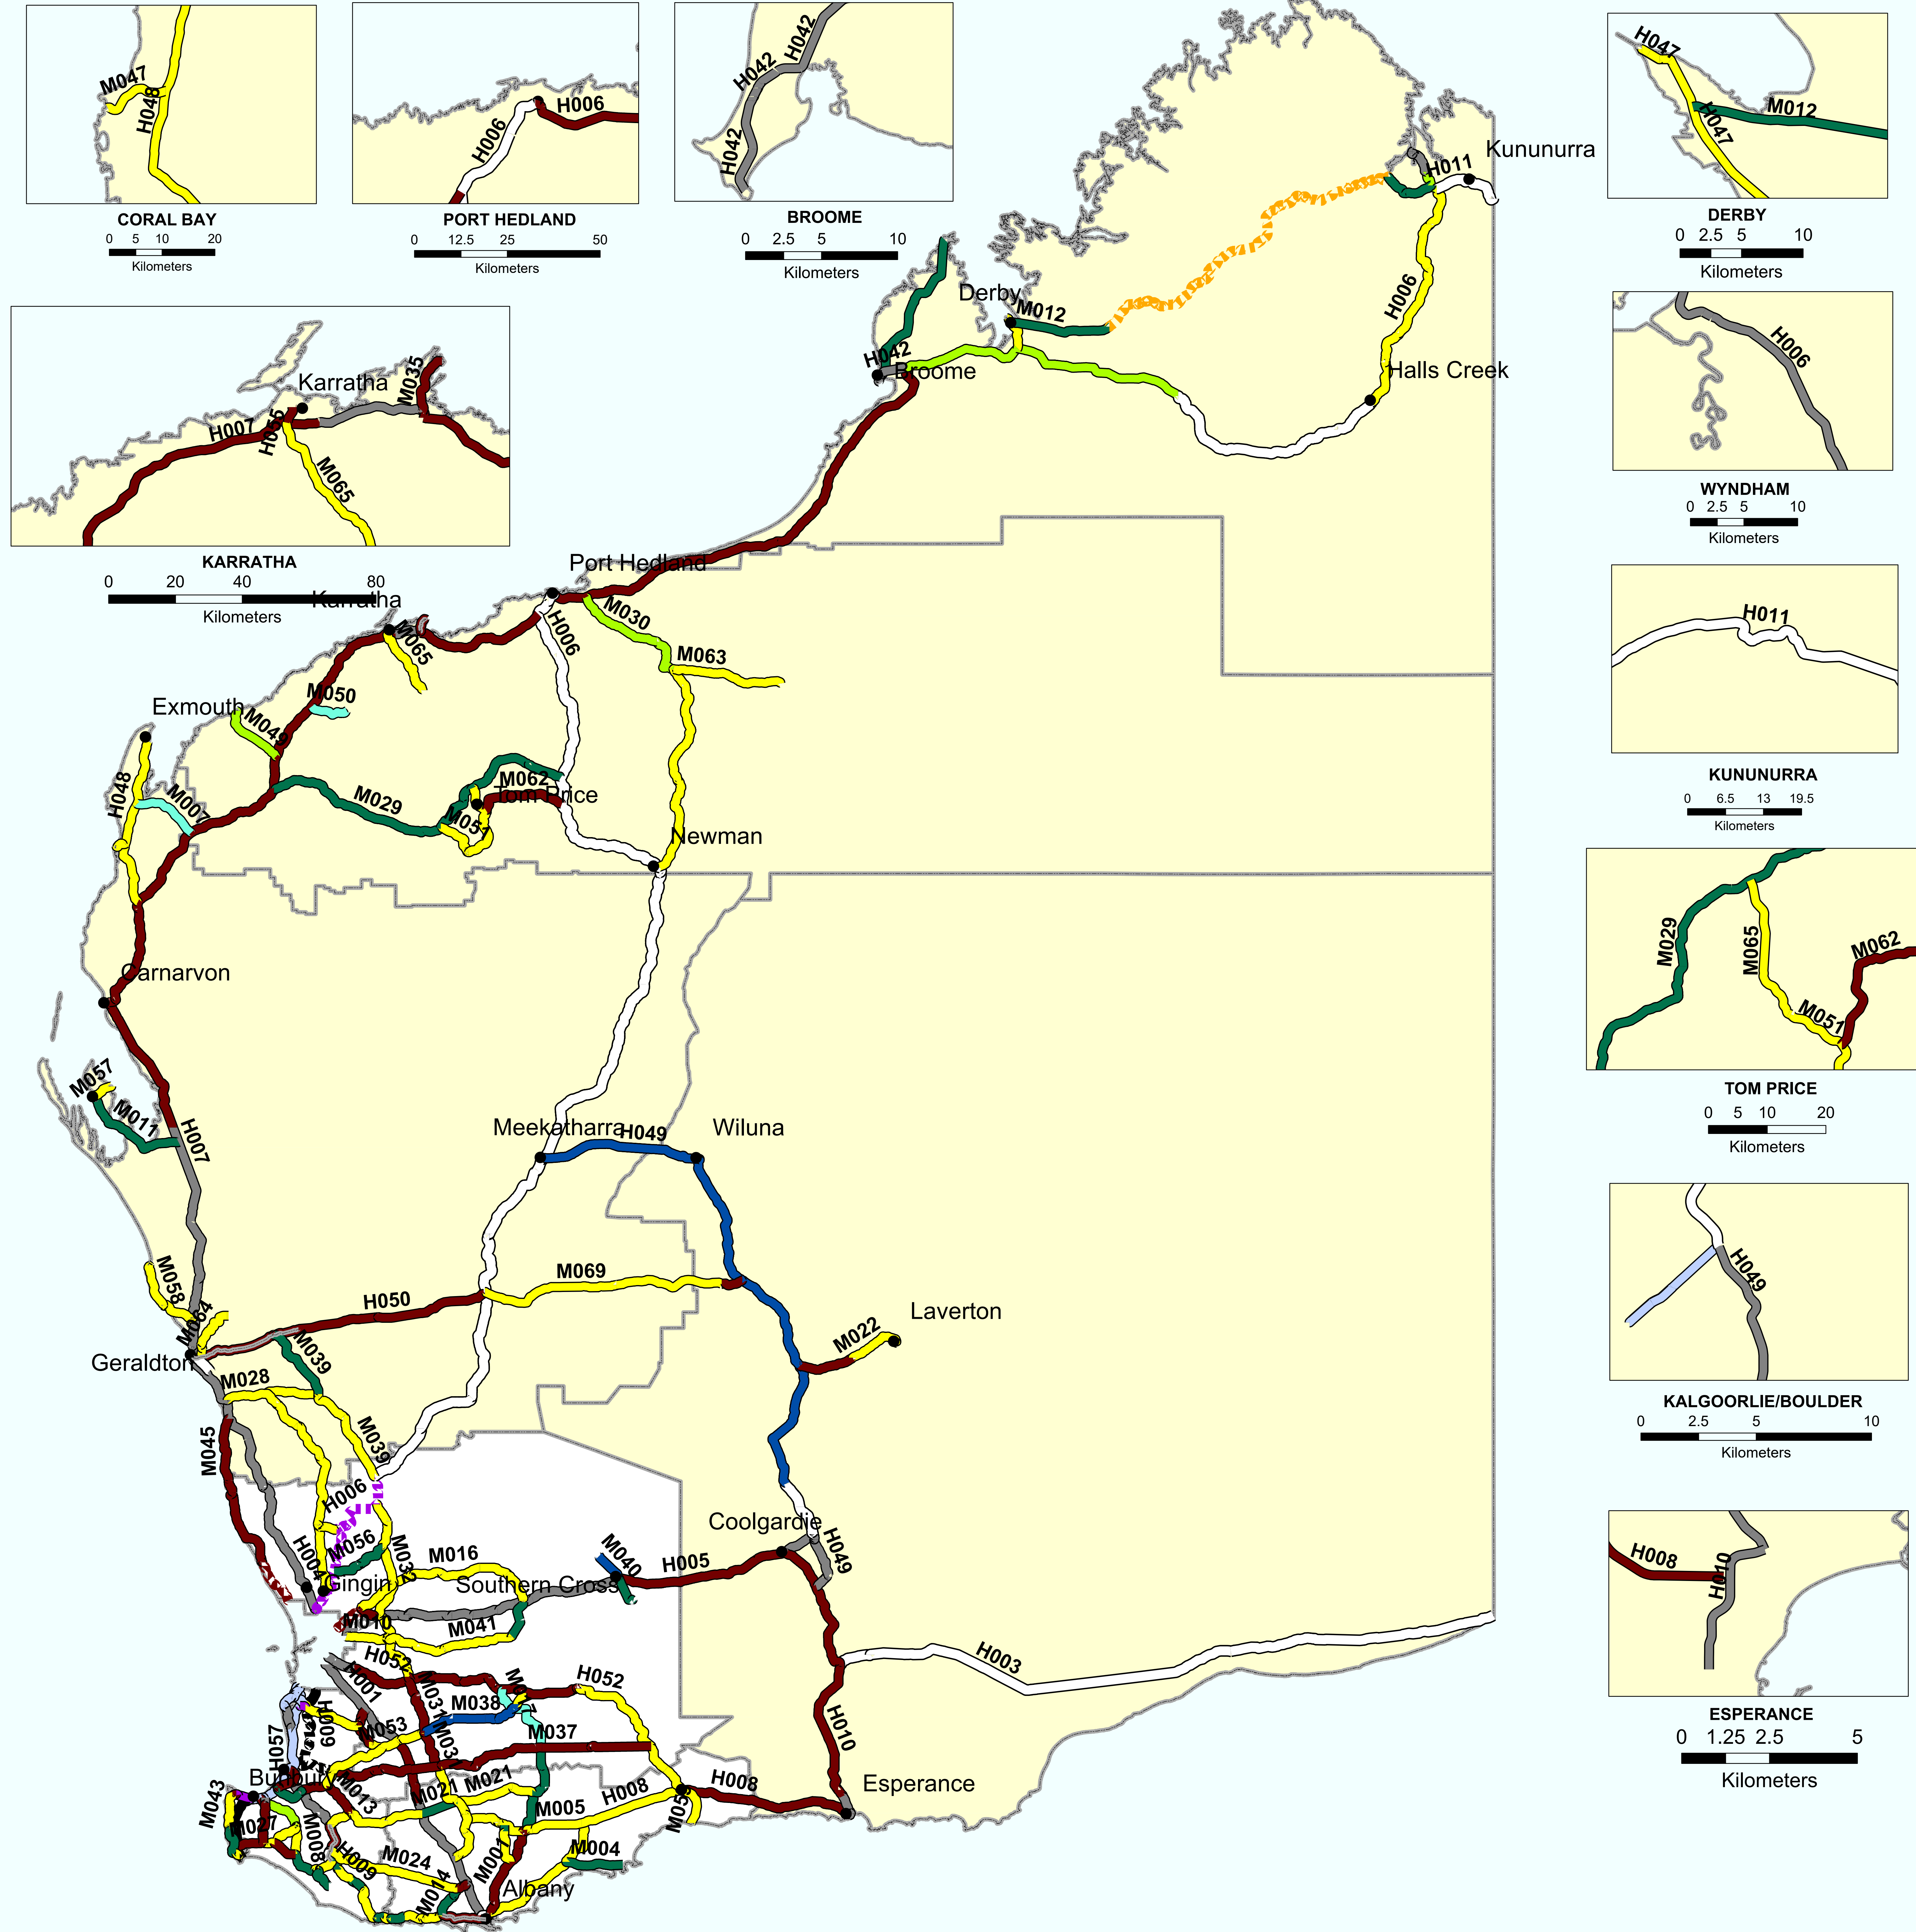 M047
H048
CORAL BAY
0 5 10 20
Kilometers
H006
H006
PORT HEDLAND
0 12.5 25 50
Kilometers
H042
H042
H042
BROOME
0 2.5 5 10
Kilometers
H047
H047
M012
DERBY
0 2.5 5 10
Kilometers
H006
WYNDHAM
0 2.5 5 10
Kilometers
H011
KUNUNURRA
0 6.5 13 19.5
Kilometers
M029
M065
M062
M051
TOM PRICE
0 5 10 20
Kilometers
H049
KALGOORLIE/BOULDER
0 2.5 5 10
Kilometers
H008
H010
ESPERANCE
0 1.25 2.5 5
Kilometers
Karratha
M035
H007
H055
M065
KARRATHA
0 20 40 80
Kilometers
Kununurra
H011
H006
Derby
M012
H042
Broome
Halls Creek
Port Hedland
Karratha
M065
H006
M030
M063
M050
Exmouth
M049
H048
M007
M029
M062
Tom Price
M051
Newman
Carnarvon
M057
M011
H007
Meekatharra
H049
Wiluna
M058
M064
H050
M069
Laverton
M022
Geraldton
M028
M039
M039
M045
H006
H004
M056
M032
M016
Gingin
Southern Cross
M040
H005
Coolgardie
H049
M010
M041
H003
H052
H001
H052
M031
M038
H009
M053
M037
H057
H010
Bunbury
M013
M021
M021
H008
H008
Esperance
M043
M027
M008
M005
H009
M024
M001
M004
M014
Albany